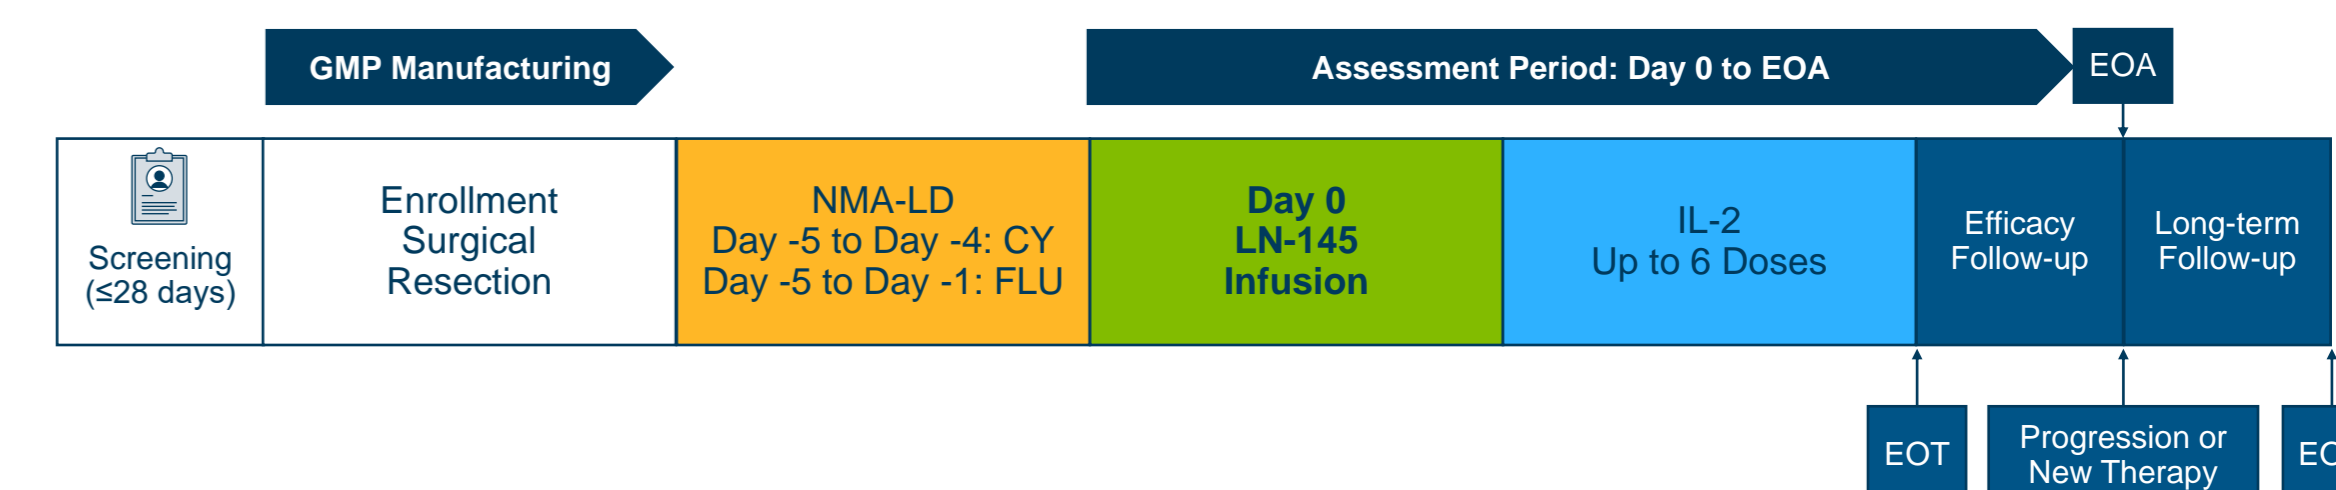 GMP Manufacturing
Assessment Period: Day 0 to EOA
EOA
Screening
(≤28 days)
Enrollment
Surgical
Resection
NMA-LD
Day -5 to Day -4: CY
Day -5 to Day -1: FLU
Day 0
LN-145
Infusion
IL-2
Up to 6 Doses
Efficacy
Follow-up
Long-term
Follow-up
EOT
Progression or
New Therapy